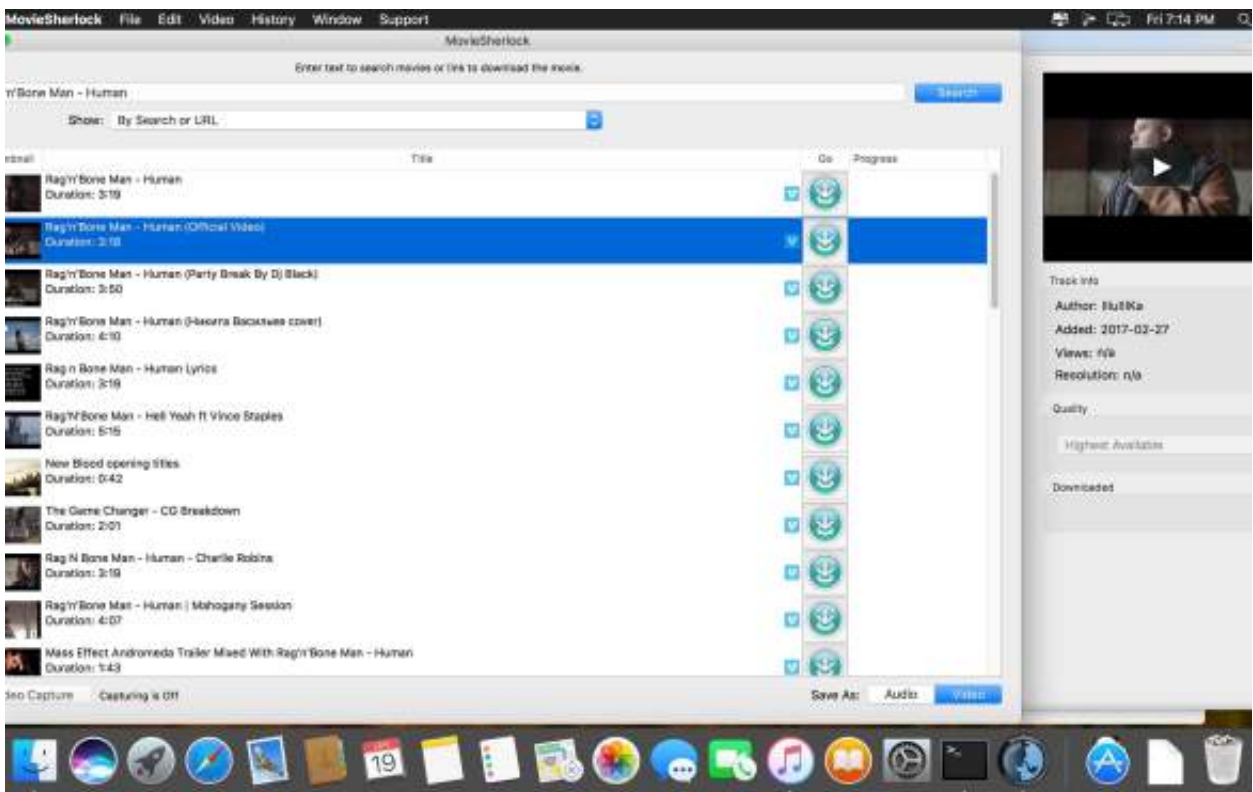 MovieSherlock File Edit Video History Window Support Fri 7:14 PM
MovieSherlock
Enter text to search movies or link to download the movie.
n'Bone Man - Human Search
Show: By Search or URL
Title Go Progress
Rag'n'Bone Man - Human
Duration: 3:19
Rag'n'Bone Man - Human (Official Video)
Duration: 3:18
Rag'n'Bone Man - Human (Party Break By Dj Black)
Duration: 3:50
Rag'n'Bone Man - Human (Никита Васильев cover)
Duration: 4:10
Rag n Bone Man - Human Lyrics
Duration: 3:19
Rag'N'Bone Man - Hell Yeah ft Vince Staples
Duration: 5:15
New Blood opening titles
Duration: 0:42
The Game Changer - CG Breakdown
Duration: 2:01
Rag N Bone Man - Human - Charlie Robins
Duration: 3:19
Rag'n'Bone Man - Human | Mahogany Session
Duration: 4:07
Mass Effect Andromeda Trailer Mixed With Rag'n'Bone Man - Human
Duration: 1:43
deo Capture Capturing is Off Save As: Audio Video
Track Info
Author:
Added: 2017-02-27
Views: n/a
Resolution: n/a
Quality
Highest Available
Downloaded
19